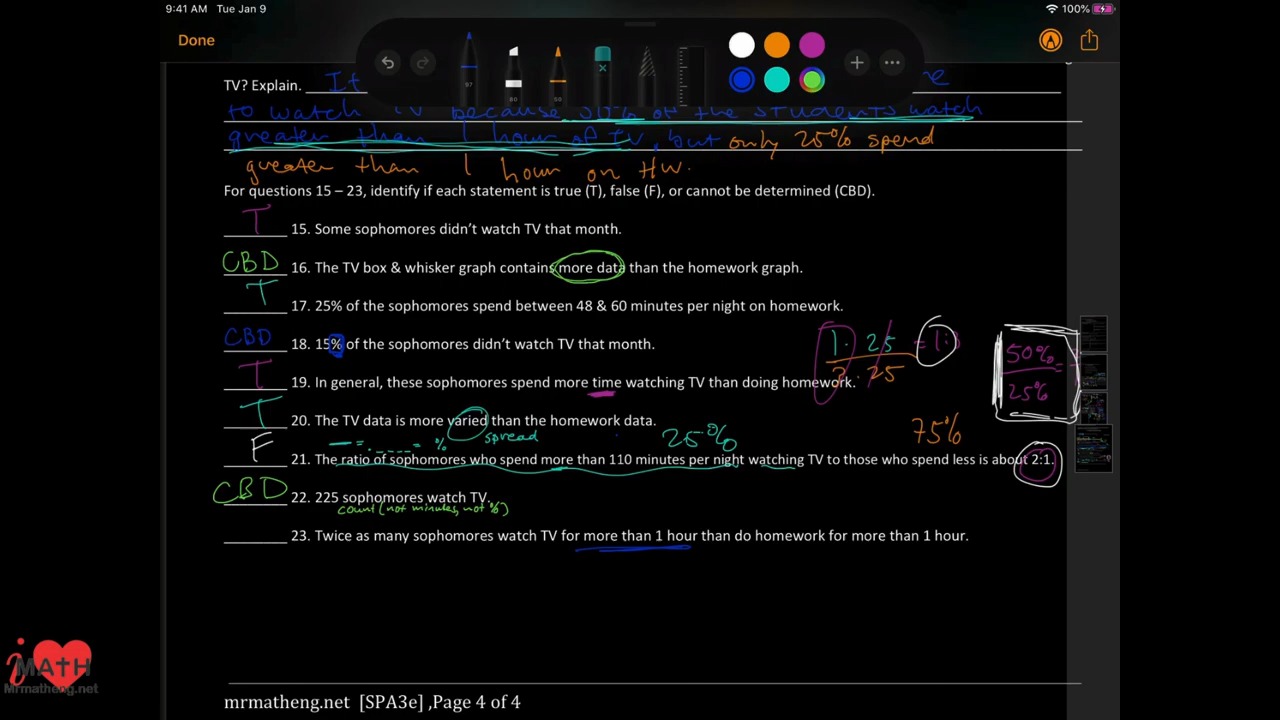 9:41 AM Tue Jan 9
100%
Done
97
80
50
TV? Explain. It
to watch TV because 50% of the students watch
greater than 1 hour of TV, but only 25% spend
greater than 1 hour on HW.
For questions 15 – 23, identify if each statement is true (T), false (F), or cannot be determined (CBD).
T 15. Some sophomores didn’t watch TV that month.
CBD 16. The TV box & whisker graph contains more data than the homework graph.
T 17. 25% of the sophomores spend between 48 & 60 minutes per night on homework.
CBD 18. 15% of the sophomores didn’t watch TV that month.
1 · 25
3 · 25
= 1:3
50%
25%
=
T 19. In general, these sophomores spend more time watching TV than doing homework.
T 20. The TV data is more varied than the homework data.
= . = % spread 25% 75%
F 21. The ratio of sophomores who spend more than 110 minutes per night watching TV to those who spend less is about 2:1.
CBD 22. 225 sophomores watch TV.
count (not minutes, not %)
23. Twice as many sophomores watch TV for more than 1 hour than do homework for more than 1 hour.
i MATH
Mrmatheng.net
mrmatheng.net [SPA3e] ,Page 4 of 4